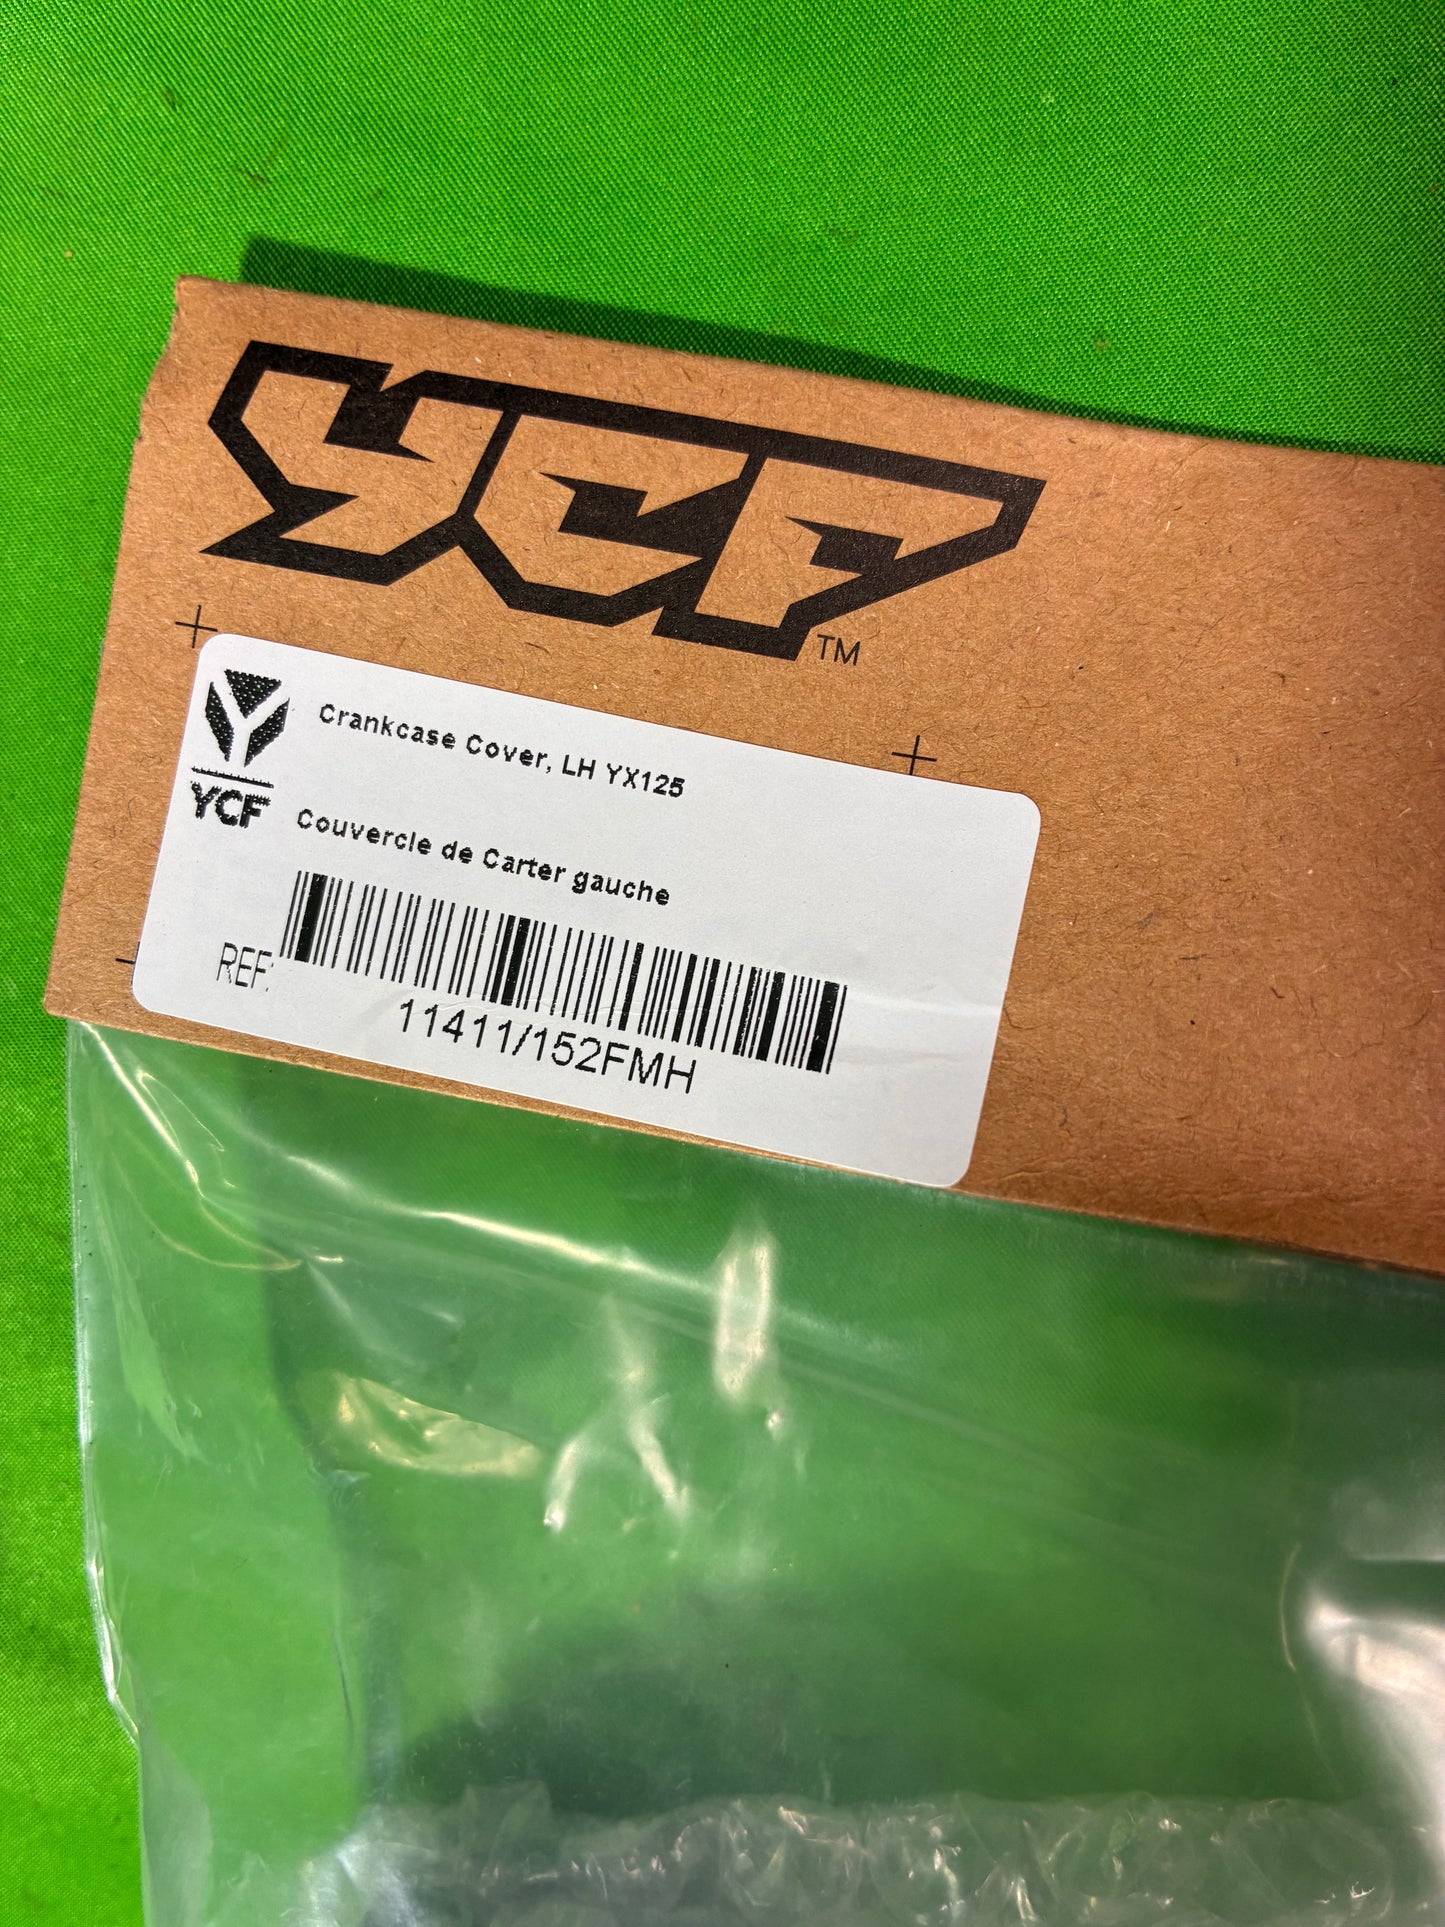 YCF
TM
Crankcase Cover, LH YX125
YCF
Couvercle de Carter gauche
REF:
11411/152FMH